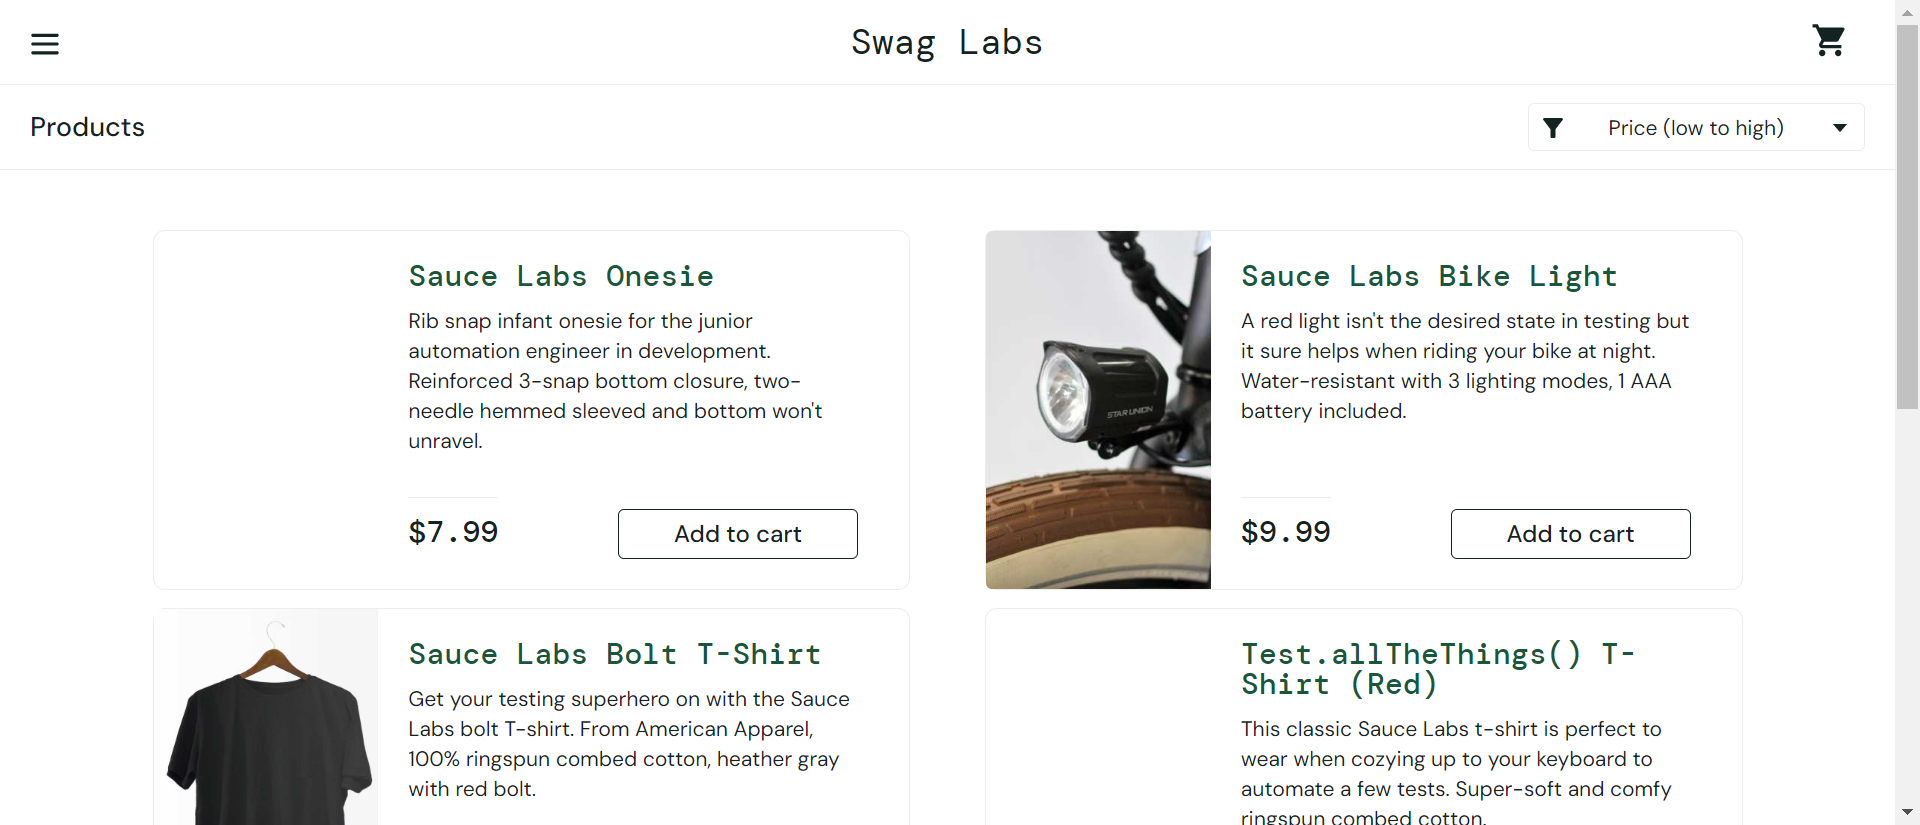 Swag Labs
Products
Price (low to high)
Sauce Labs Onesie
Rib snap infant onesie for the junior
automation engineer in development.
Reinforced 3-snap bottom closure, two-
needle hemmed sleeved and bottom won't
unravel.
$7.99
Add to cart
STAR UNION
Sauce Labs Bike Light
A red light isn't the desired state in testing but
it sure helps when riding your bike at night.
Water-resistant with 3 lighting modes, 1 AAA
battery included.
$9.99
Add to cart
Sauce Labs Bolt T-Shirt
Get your testing superhero on with the Sauce
Labs bolt T-shirt. From American Apparel,
100% ringspun combed cotton, heather gray
with red bolt.
Test.allTheThings() T-
Shirt (Red)
This classic Sauce Labs t-shirt is perfect to
wear when cozying up to your keyboard to
automate a few tests. Super-soft and comfy
ringspun combed cotton.